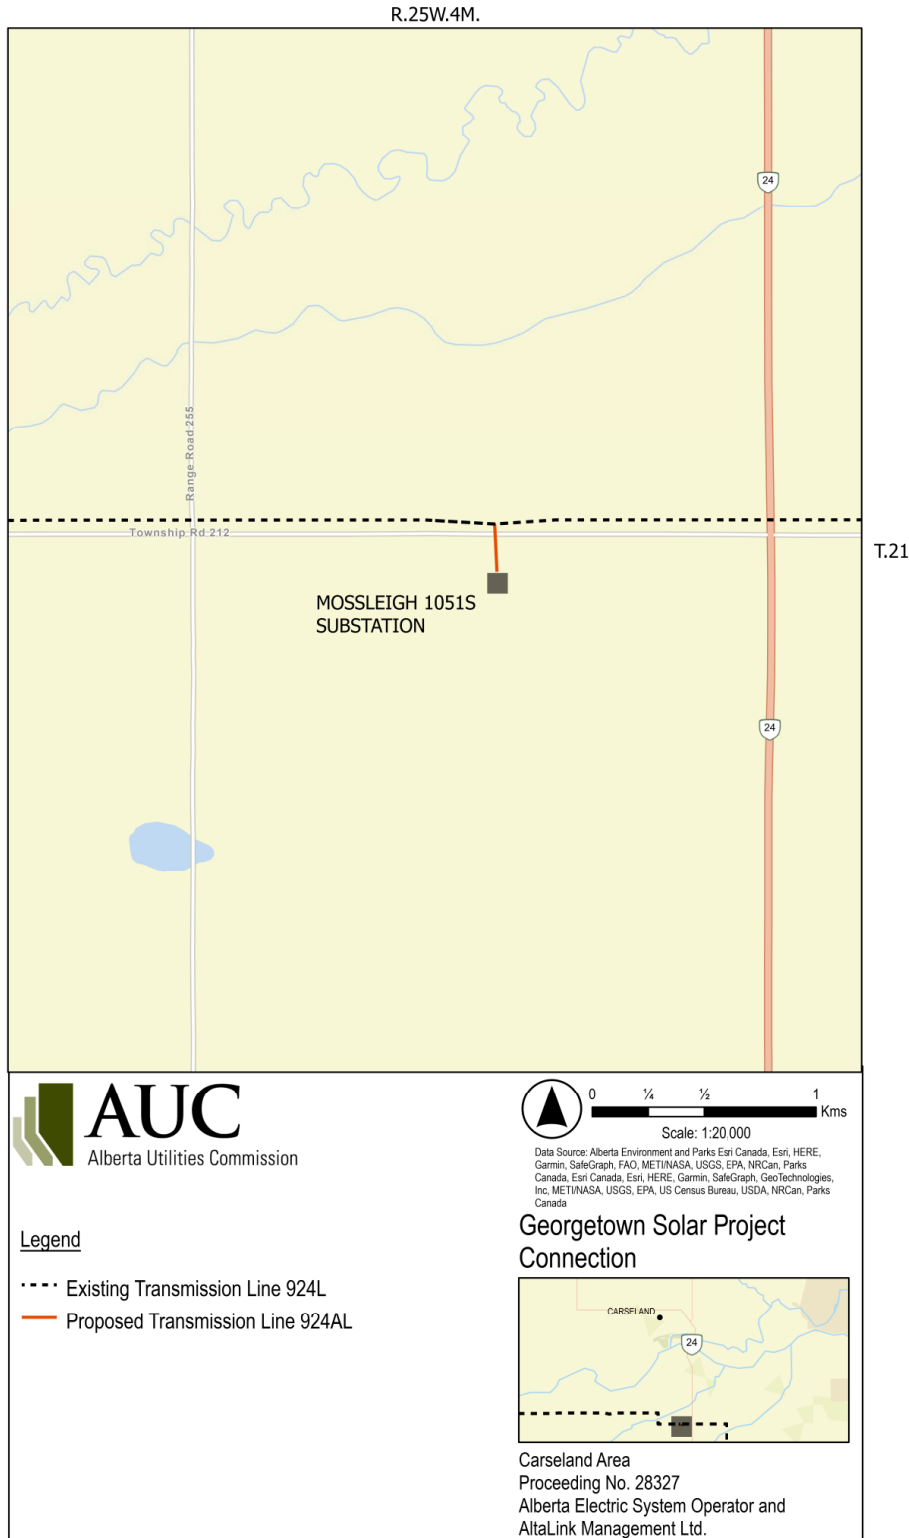 R.25W.4M.
24
Range Road 255
Township Rd 212
T.21
MOSSLEIGH 1051S
SUBSTATION
24
AUC
Alberta Utilities Commission
0 ¼ ½ 1
Kms
Scale: 1:20,000
Data Source: Alberta Environment and Parks Esri Canada, Esri, HERE,
Garmin, SafeGraph, FAO, METI/NASA, USGS, EPA, NRCan, Parks
Canada, Esri Canada, Esri, HERE, Garmin, SafeGraph, GeoTechnologies,
Inc, METI/NASA, USGS, EPA, US Census Bureau, USDA, NRCan, Parks
Canada
Legend
Existing Transmission Line 924L
Proposed Transmission Line 924AL
Georgetown Solar Project
Connection
CARSELAND
24
Carseland Area
Proceeding No. 28327
Alberta Electric System Operator and
AltaLink Management Ltd.